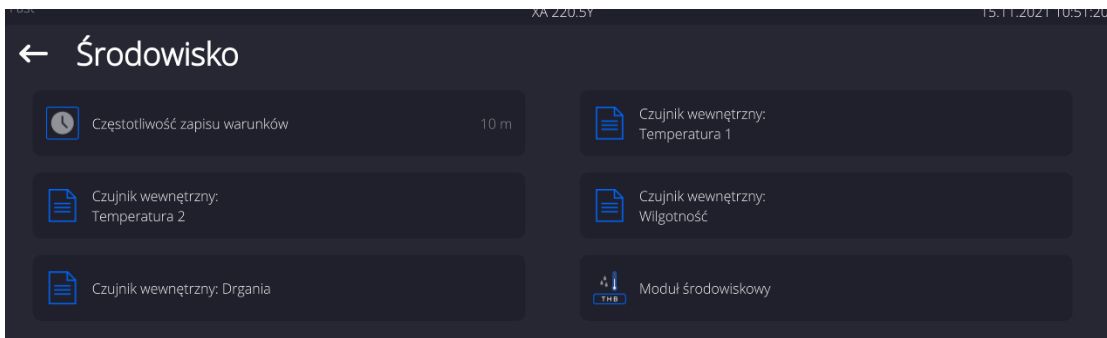 XA 220.5Y
15.11.2021 10:51:20
← Środowisko
Częstotliwość zapisu warunków 10 m
Czujnik wewnętrzny:
Temperatura 1
Czujnik wewnętrzny:
Temperatura 2
Czujnik wewnętrzny:
Wilgotność
Czujnik wewnętrzny: Drgania
THB
Moduł środowiskowy